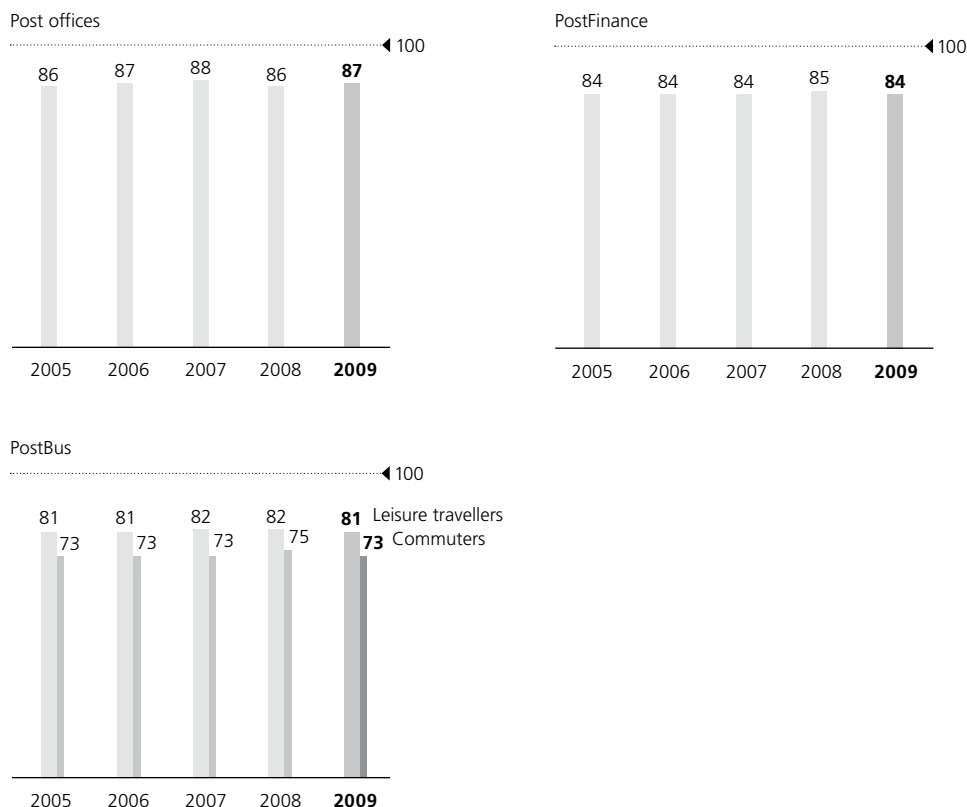 Post offices
100
86 87 88 86 87
2005 2006 2007 2008 2009
PostFinance
100
84 84 84 85 84
2005 2006 2007 2008 2009
PostBus
100
81 81 82 82 81 Leisure travellers
73 73 73 75 73 Commuters
2005 2006 2007 2008 2009